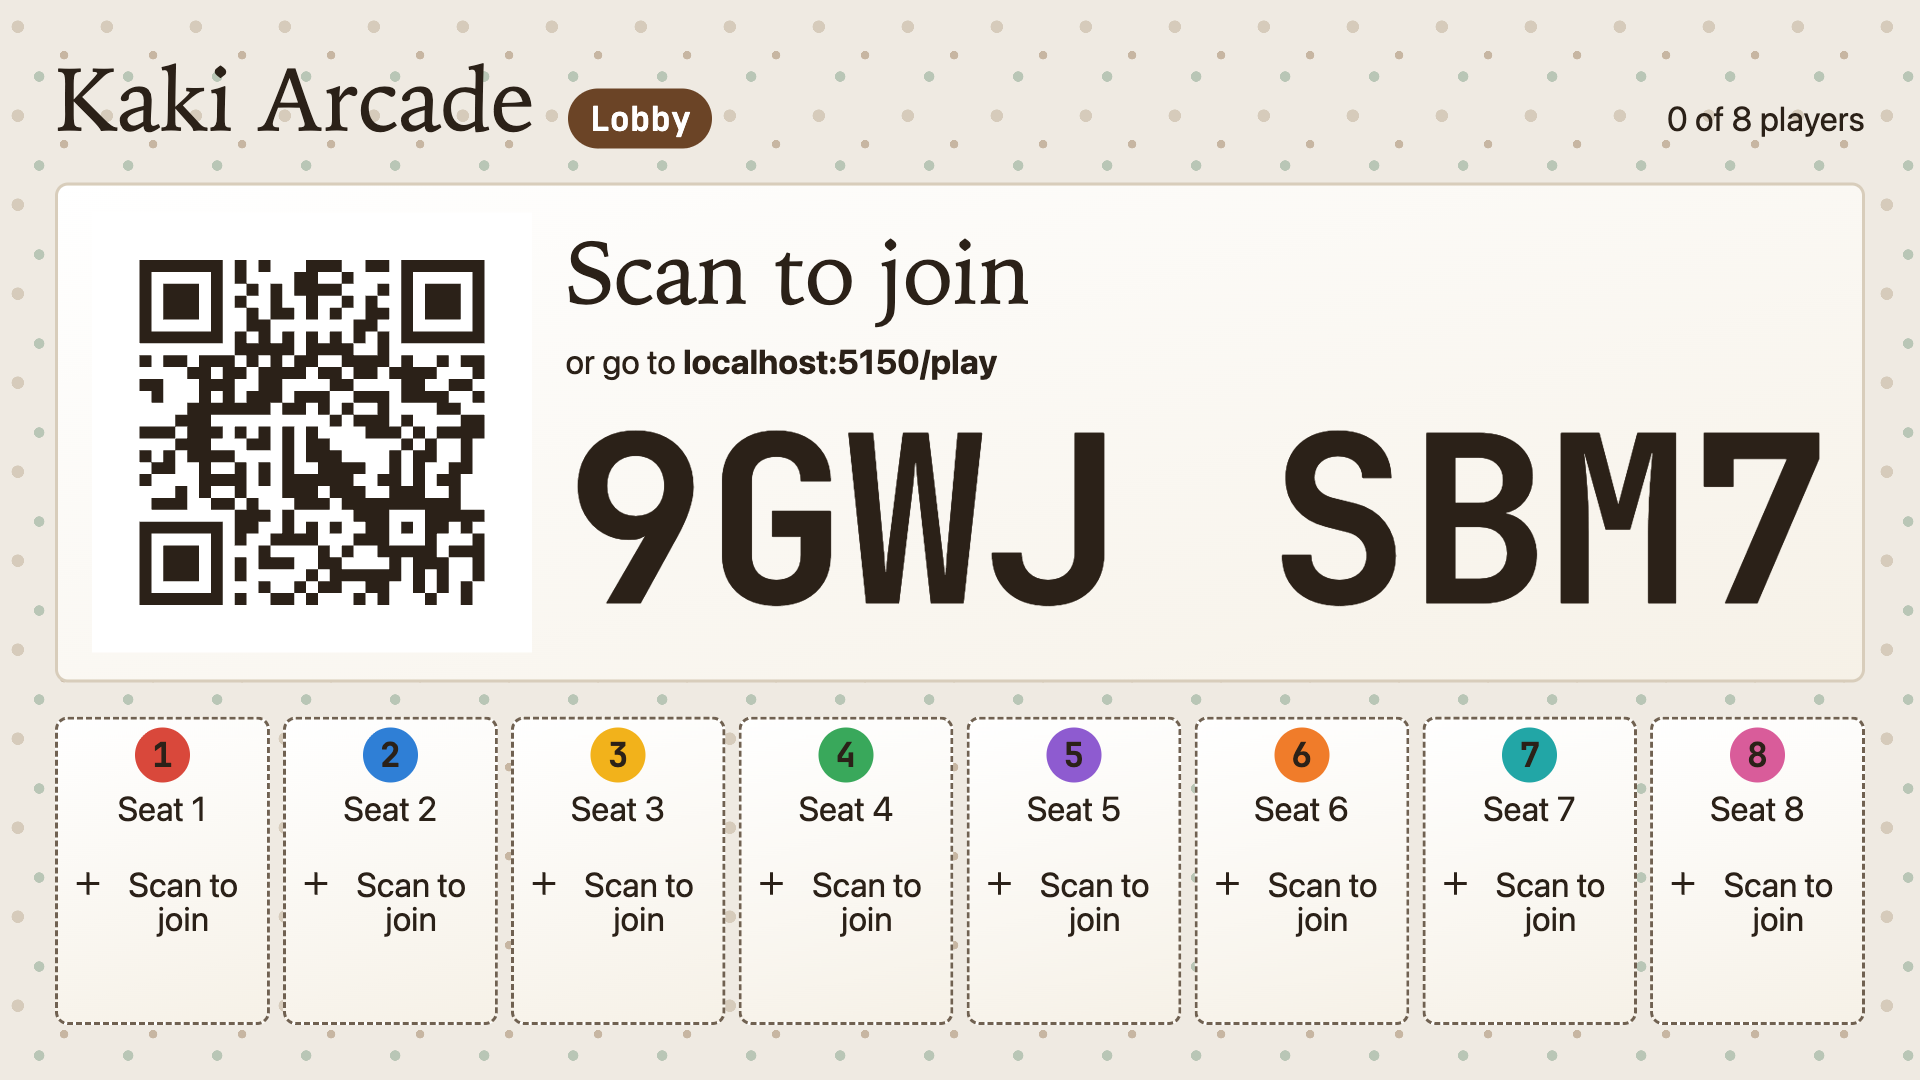 Kaki Arcade
Lobby
0 of 8 players
Scan to join
or go to localhost:5150/play
9GWJ SBM7
1
Seat 1
+ Scan to
join
2
Seat 2
+ Scan to
join
3
Seat 3
+ Scan to
join
4
Seat 4
+ Scan to
join
5
Seat 5
+ Scan to
join
6
Seat 6
+ Scan to
join
7
Seat 7
+ Scan to
join
8
Seat 8
+ Scan to
join